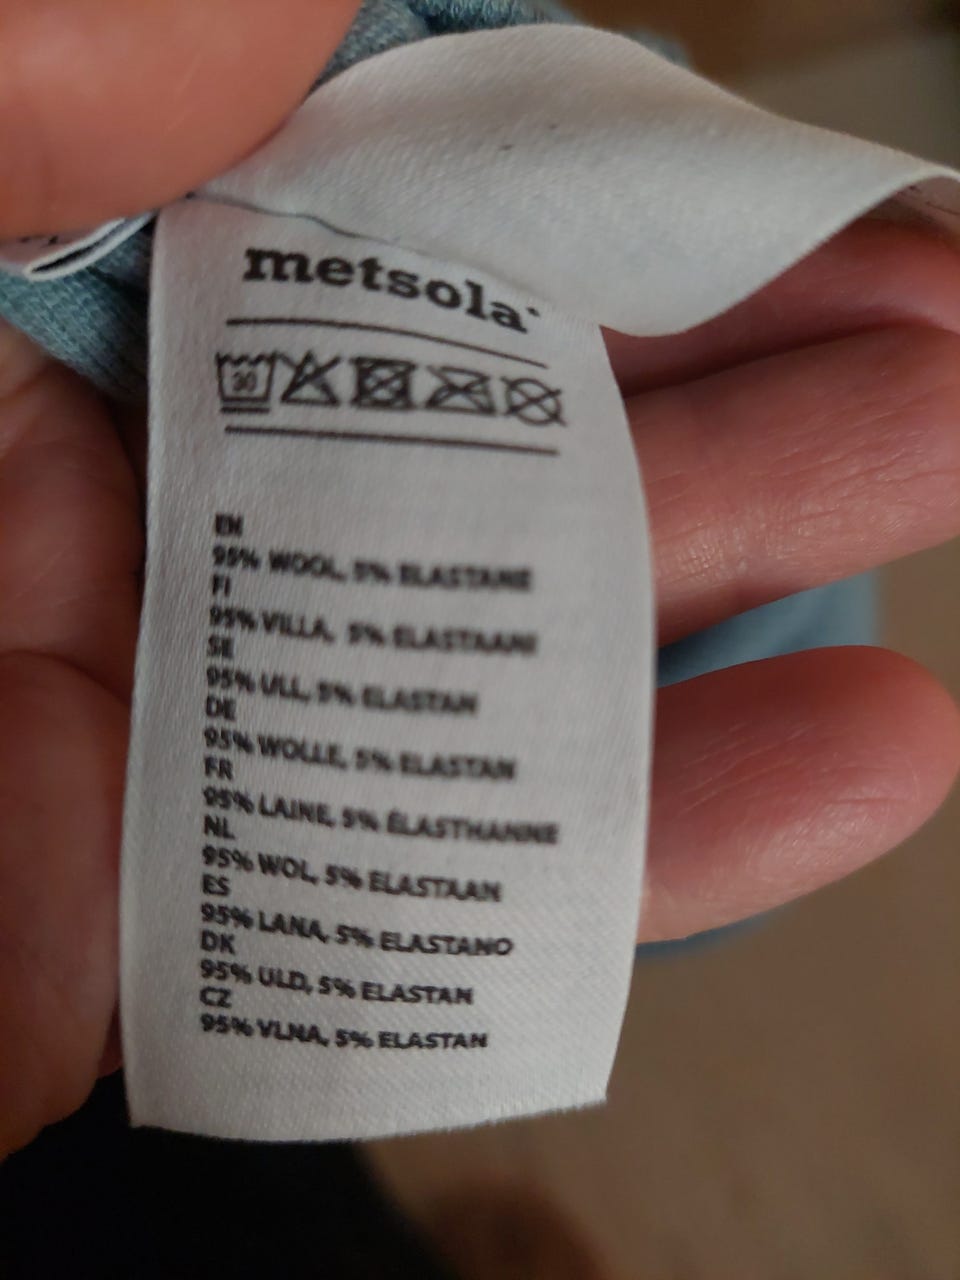 metsola
30
EN
95% WOOL, 5% ELASTANE
FI
95% VILLA, 5% ELASTAANI
SE
95% ULL, 5% ELASTAN
DE
95% WOLLE, 5% ELASTAN
FR
95% LAINE, 5% ÉLASTHANNE
NL
95% WOL, 5% ELASTAAN
ES
95% LANA, 5% ELASTANO
DK
95% ULD, 5% ELASTAN
CZ
95% VLNA, 5% ELASTAN